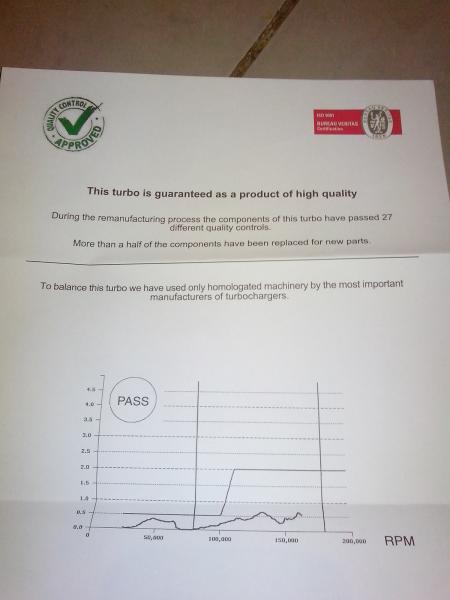 QUALITY CONTROL
APPROVED
ISO 9001
BUREAU VERITAS
Certification
This turbo is guaranteed as a product of high quality
During the remanufacturing process the components of this turbo have passed 27
different quality controls.
More than a half of the components have been replaced for new parts.
To balance this turbo we have used only homologated machinery by the most important
manufacturers of turbochargers.
PASS
4.5
4.0
3.5
3.0
2.5
2.0
1.5
1.0
0.5
0.0
0
50,000
100,000
150,000
200,000
RPM